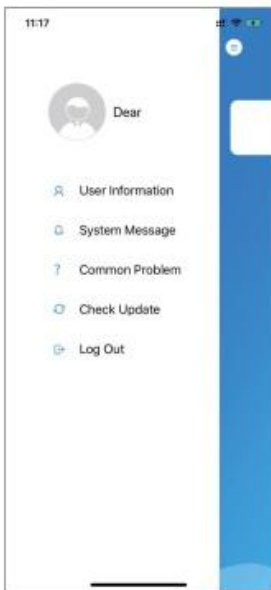 11:17
Dear
User Information
System Message
? Common Problem
Check Update
Log Out